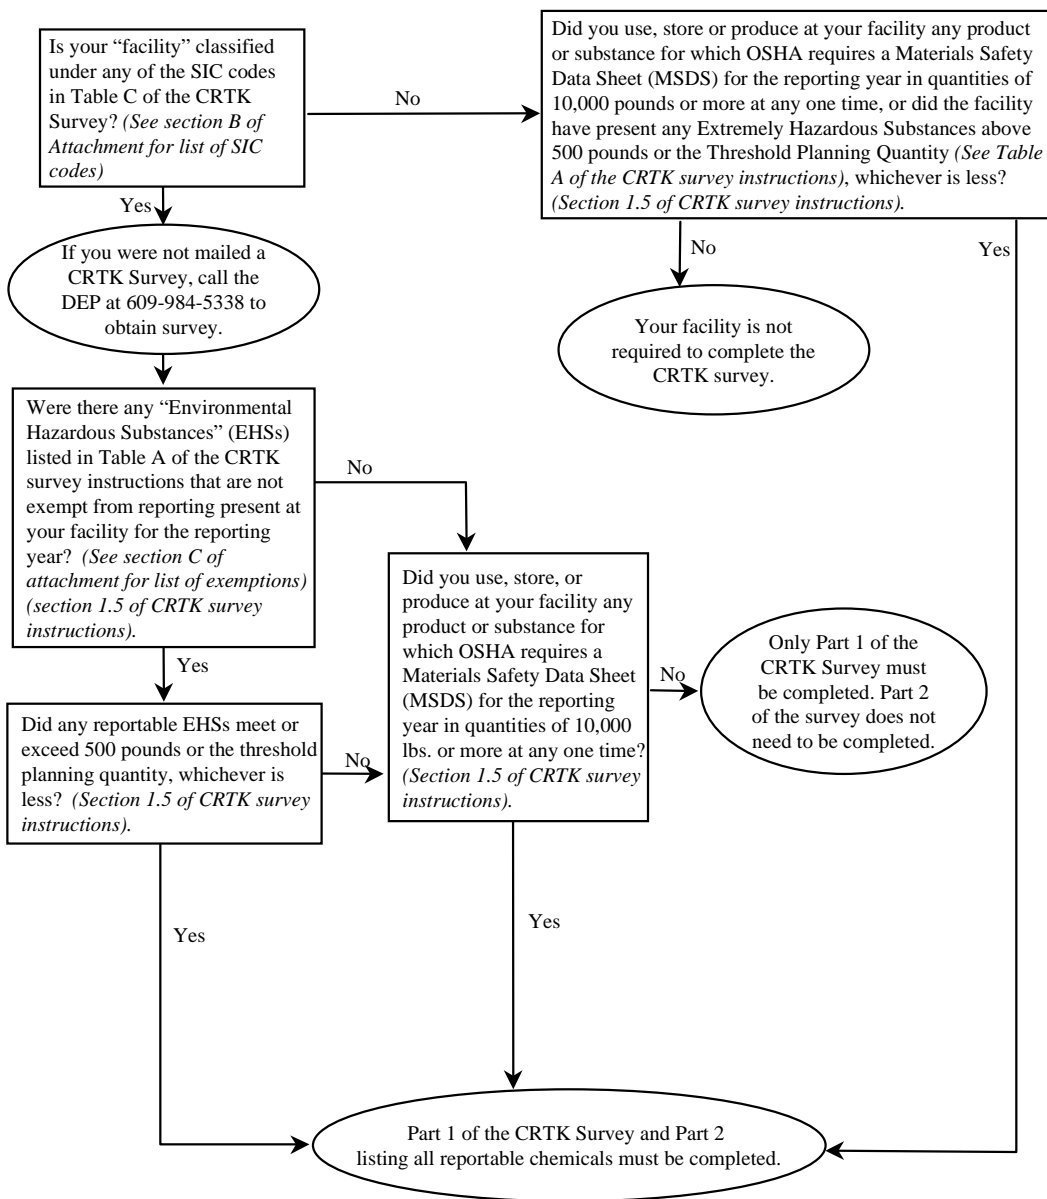 Is your “facility” classified
under any of the SIC codes
in Table C of the CRTK
Survey? (See section B of
Attachment for list of SIC
codes)
No
Did you use, store or produce at your facility any product
or substance for which OSHA requires a Materials Safety
Data Sheet (MSDS) for the reporting year in quantities of
10,000 pounds or more at any one time, or did the facility
have present any Extremely Hazardous Substances above
500 pounds or the Threshold Planning Quantity (See Table
A of the CRTK survey instructions), whichever is less?
(Section 1.5 of CRTK survey instructions).
Yes
No
Yes
If you were not mailed a
CRTK Survey, call the
DEP at 609-984-5338 to
obtain survey.
Your facility is not
required to complete the
CRTK survey.
Were there any “Environmental
Hazardous Substances” (EHSs)
listed in Table A of the CRTK
survey instructions that are not
exempt from reporting present at
your facility for the reporting
year? (See section C of
attachment for list of exemptions)
(section 1.5 of CRTK survey
instructions).
No
Did you use, store, or
produce at your facility any
product or substance for
which OSHA requires a
Materials Safety Data Sheet
(MSDS) for the reporting
year in quantities of 10,000
lbs. or more at any one time?
(Section 1.5 of CRTK survey
instructions).
No
Only Part 1 of the
CRTK Survey must
be completed. Part 2
of the survey does not
need to be completed.
Yes
Did any reportable EHSs meet or
exceed 500 pounds or the threshold
planning quantity, whichever is
less? (Section 1.5 of CRTK survey
instructions).
No
Yes
Yes
Part 1 of the CRTK Survey and Part 2
listing all reportable chemicals must be completed.